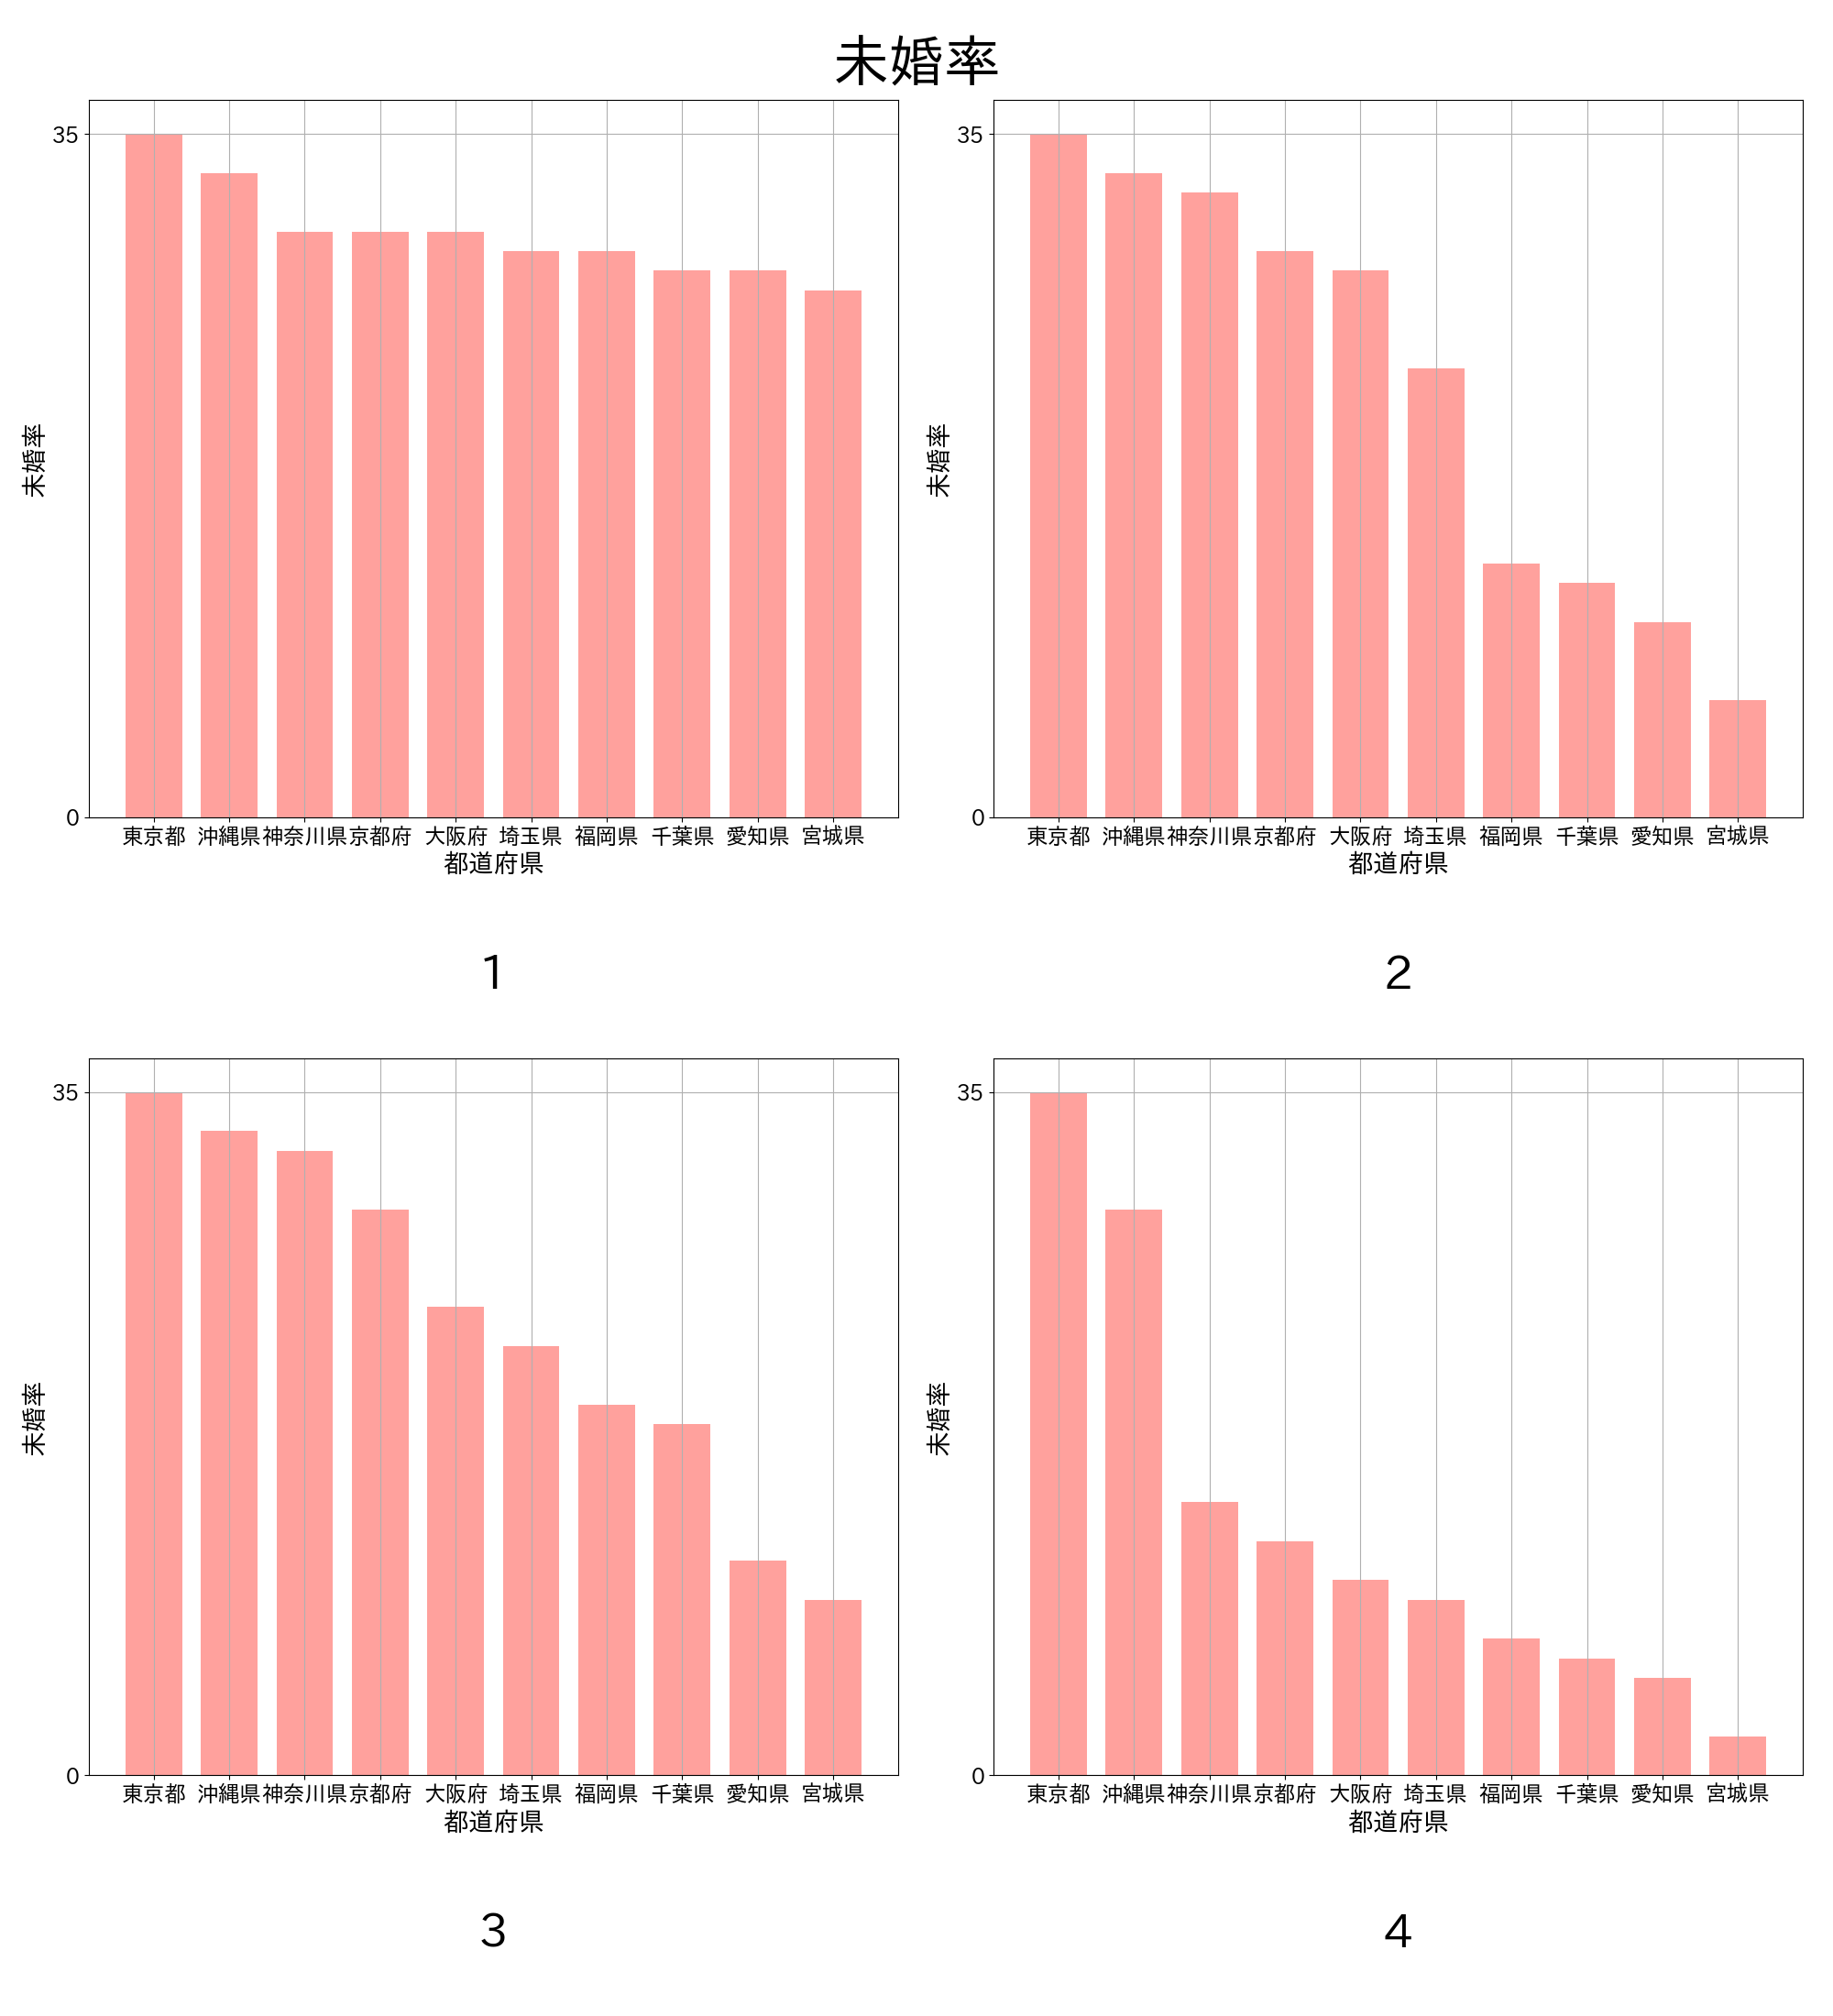 未婚率
35
0
未婚率
東京都 沖縄県 神奈川県 京都府 大阪府 埼玉県 福岡県 千葉県 愛知県 宮城県
都道府県
1
35
0
未婚率
東京都 沖縄県 神奈川県 京都府 大阪府 埼玉県 福岡県 千葉県 愛知県 宮城県
都道府県
2
35
0
未婚率
東京都 沖縄県 神奈川県 京都府 大阪府 埼玉県 福岡県 千葉県 愛知県 宮城県
都道府県
3
35
0
未婚率
東京都 沖縄県 神奈川県 京都府 大阪府 埼玉県 福岡県 千葉県 愛知県 宮城県
都道府県
4